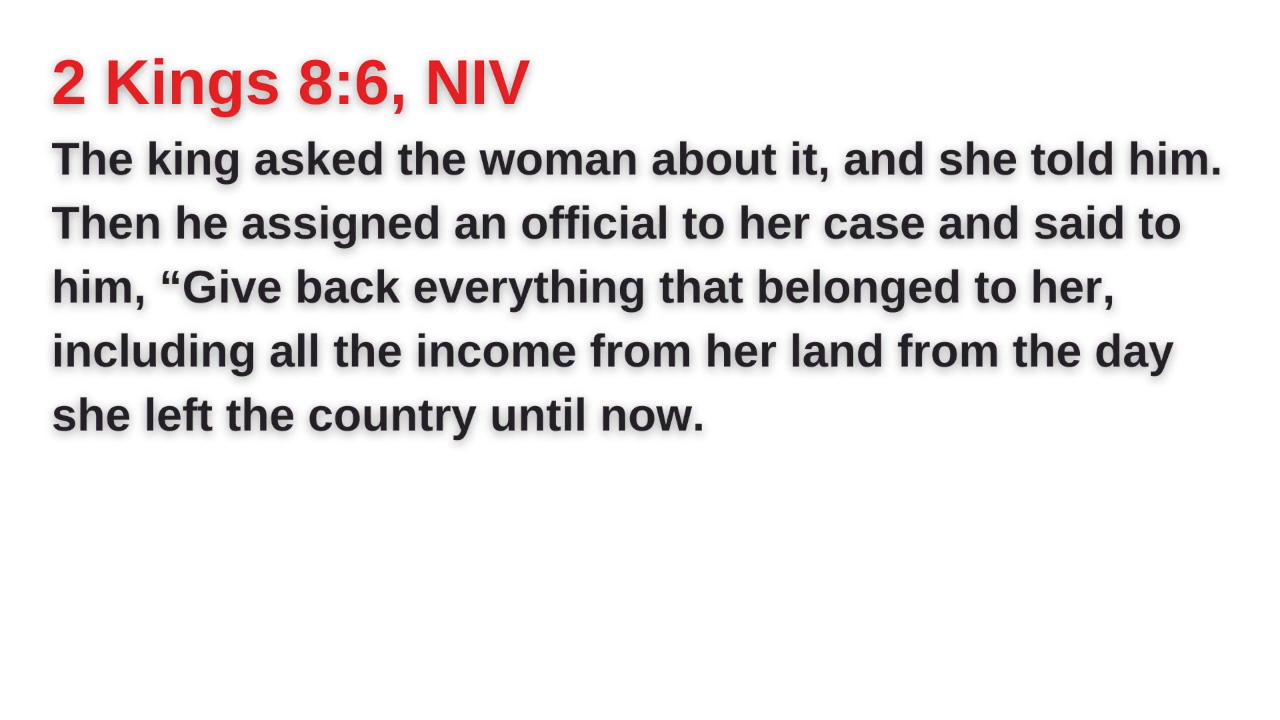 2 Kings 8:6, NIV
The king asked the woman about it, and she told him.
Then he assigned an official to her case and said to
him, “Give back everything that belonged to her,
including all the income from her land from the day
she left the country until now.